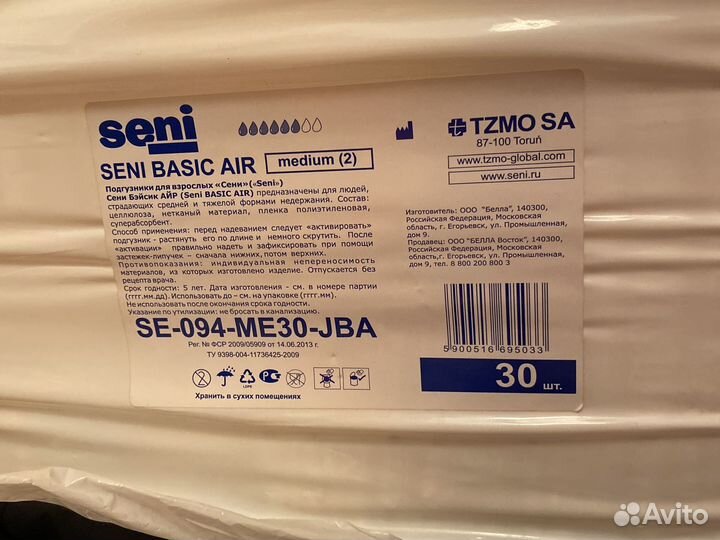 seni
SENI BASIC AIR medium (2)
Подгузники для взрослых «Сени»(«Seni»)
Сени Бэйсик АЙР (Seni BASIC AIR) предназначены для людей,
страдающих средней и тяжелой формами недержания. Состав:
целлюлоза, нетканый материал, пленка полиэтиленовая,
суперабсорбент.
Способ применения: перед надеванием следует «активировать»
подгузник - растянуть его по длине и немного скрутить. После
«активации» правильно надеть и зафиксировать при помощи
застежек-липучек – сначала нижних, потом верхних.
Противопоказания: индивидуальная непереносимость
материалов, из которых изготовлено изделие. Отпускается без
рецепта врача.
Срок годности: 5 лет. Дата изготовления - см. в номере партии
(гггг.мм.дд). Использовать до – см. на упаковке (гггг.мм).
Не использовать после окончания срока годности.
Указание по утилизации: не бросать в канализацию.
SE-094-ME30-JBA
Рег. № ФСР 2009/05909 от 14.06.2013 г.
ТУ 9398-004-11736425-2009
LDPE
Хранить в сухих помещениях
TZMO SA
87-100 Toruń
www.tzmo-global.com
www.seni.ru
Изготовитель: ООО "Белла", 140300,
Российская Федерация, Московская
область, г. Егорьевск, ул. Промышленная,
дом 9.
Продавец: ООО "БЕЛЛА Восток", 140300,
Российская Федерация, Московская
область,г. Егорьевск, ул. Промышленная,
дом 9, тел. 8 800 200 800 3
5900516 695033
30 шт.
Avito